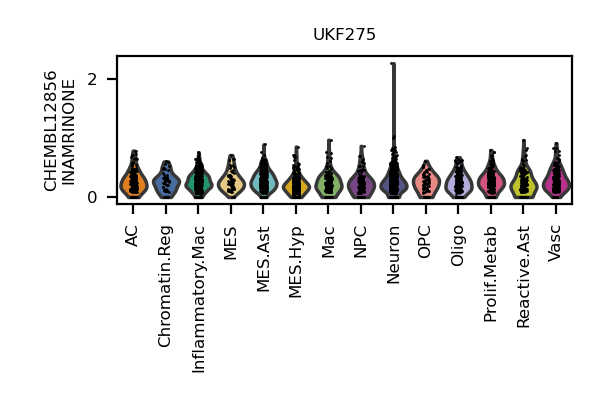 UKF275
CHEMBL12856
INAMRINONE
2
0
AC
Chromatin.Reg
Inflammatory.Mac
MES
MES.Ast
MES.Hyp
Mac
NPC
Neuron
OPC
Oligo
Prolif.Metab
Reactive.Ast
Vasc